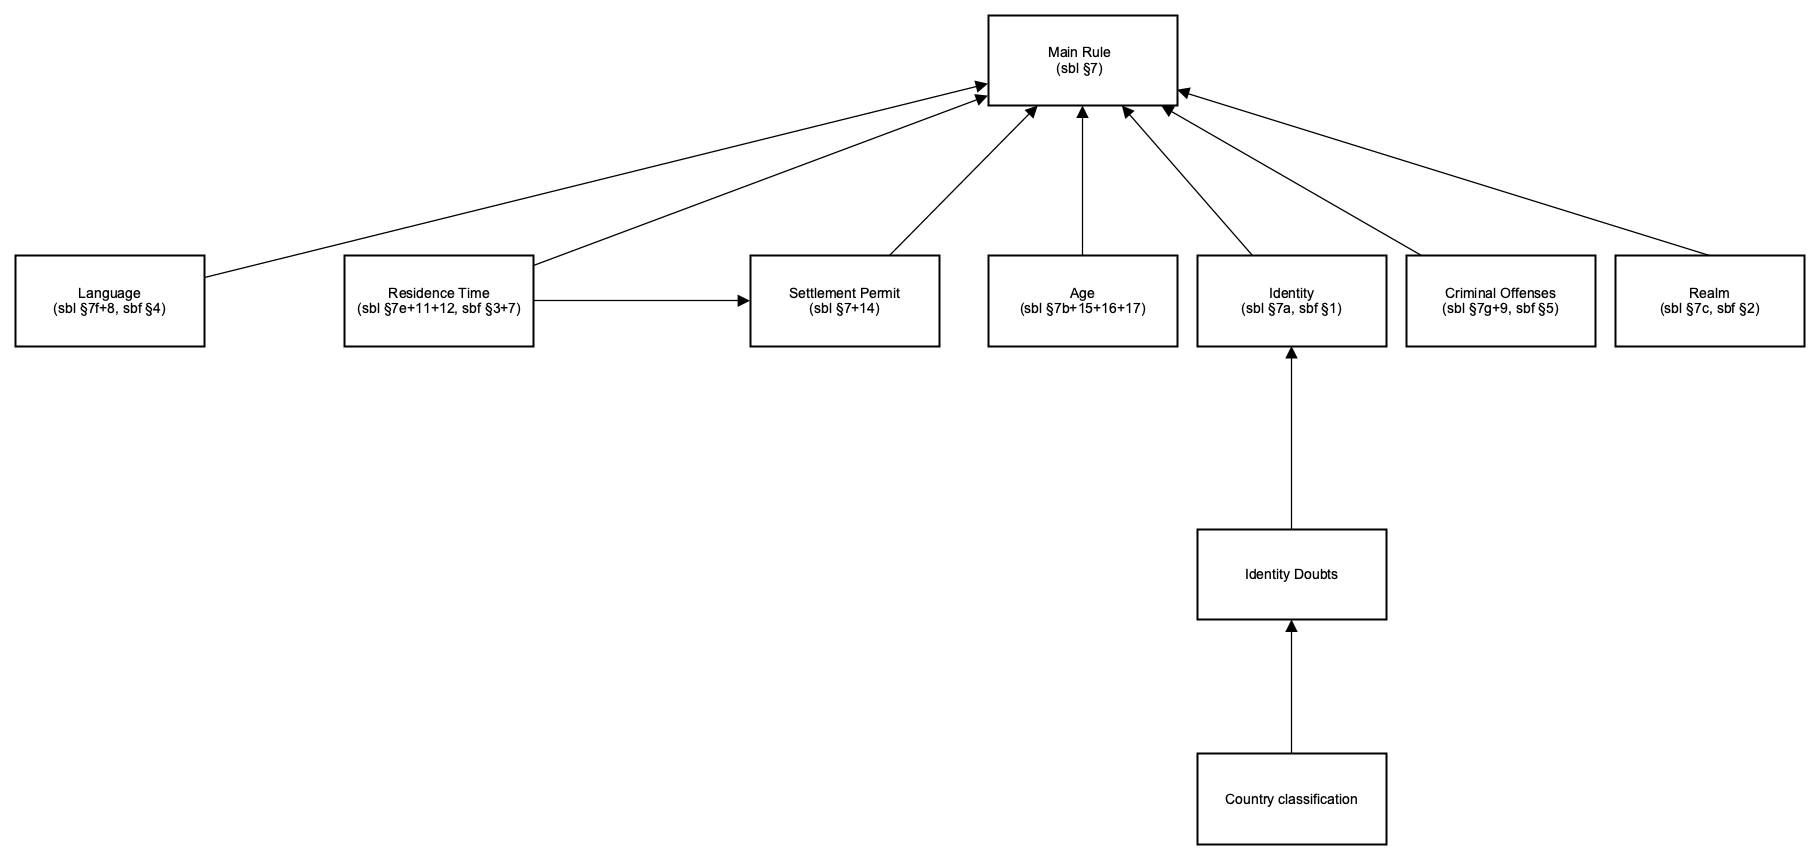 Main Rule
(sbl §7)
Language
(sbl §7f+8, sbf §4)
Residence Time
(sbl §7e+11+12, sbf §3+7)
Settlement Permit
(sbl §7+14)
Age
(sbl §7b+15+16+17)
Identity
(sbl §7a, sbf §1)
Criminal Offenses
(sbl §7g+9, sbf §5)
Realm
(sbl §7c, sbf §2)
Identity Doubts
Country classification